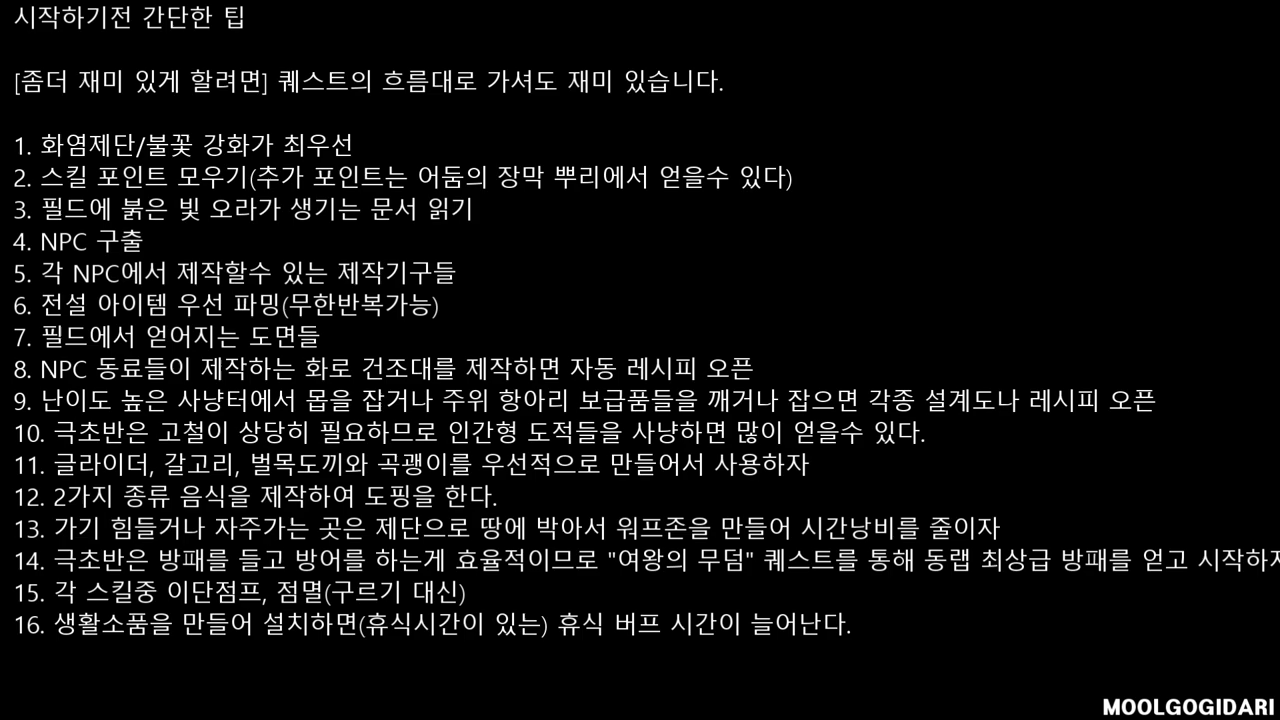 시작하기전 간단한 팁
[좀더 재미 있게 할려면] 퀘스트의 흐름대로 가셔도 재미 있습니다.
1. 화염제단/불꽃 강화가 최우선
2. 스킬 포인트 모우기(추가 포인트는 어둠의 장막 뿌리에서 얻을수 있다)
3. 필드에 붉은 빛 오라가 생기는 문서 읽기
4. NPC 구출
5. 각 NPC에서 제작할수 있는 제작기구들
6. 전설 아이템 우선 파밍(무한반복가능)
7. 필드에서 얻어지는 도면들
8. NPC 동료들이 제작하는 화로 건조대를 제작하면 자동 레시피 오픈
9. 난이도 높은 사냥터에서 몹을 잡거나 주위 항아리 보급품들을 깨거나 잡으면 각종 설계도나 레시피 오픈
10. 극초반은 고철이 상당히 필요하므로 인간형 도적들을 사냥하면 많이 얻을수 있다.
11. 글라이더, 갈고리, 벌목도끼와 곡괭이를 우선적으로 만들어서 사용하자
12. 2가지 종류 음식을 제작하여 도핑을 한다.
13. 가기 힘들거나 자주가는 곳은 제단으로 땅에 박아서 워프존을 만들어 시간낭비를 줄이자
14. 극초반은 방패를 들고 방어를 하는게 효율적이므로 "여왕의 무덤" 퀘스트를 통해 동랩 최상급 방패를 얻고 시작하자
15. 각 스킬중 이단점프, 점멸(구르기 대신)
16. 생활소품을 만들어 설치하면(휴식시간이 있는) 휴식 버프 시간이 늘어난다.
MOOLGOGIDARI